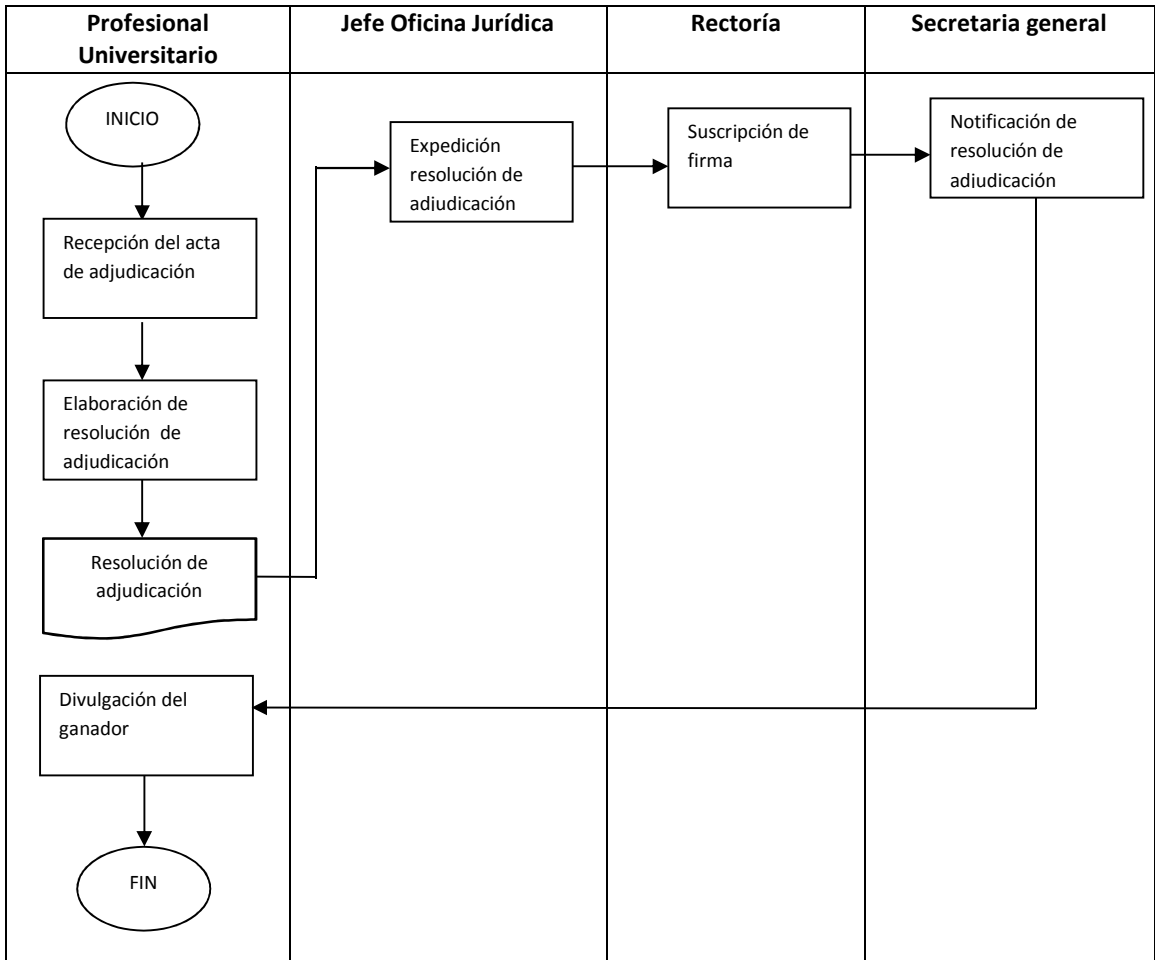 Profesional
Universitario
Jefe Oficina Jurídica
Rectoría
Secretaria general
INICIO
Recepción del acta
de adjudicación
Elaboración de
resolución de
adjudicación
Resolución de
adjudicación
Expedición
resolución de
adjudicación
Suscripción de
firma
Notificación de
resolución de
adjudicación
Divulgación del
ganador
FIN